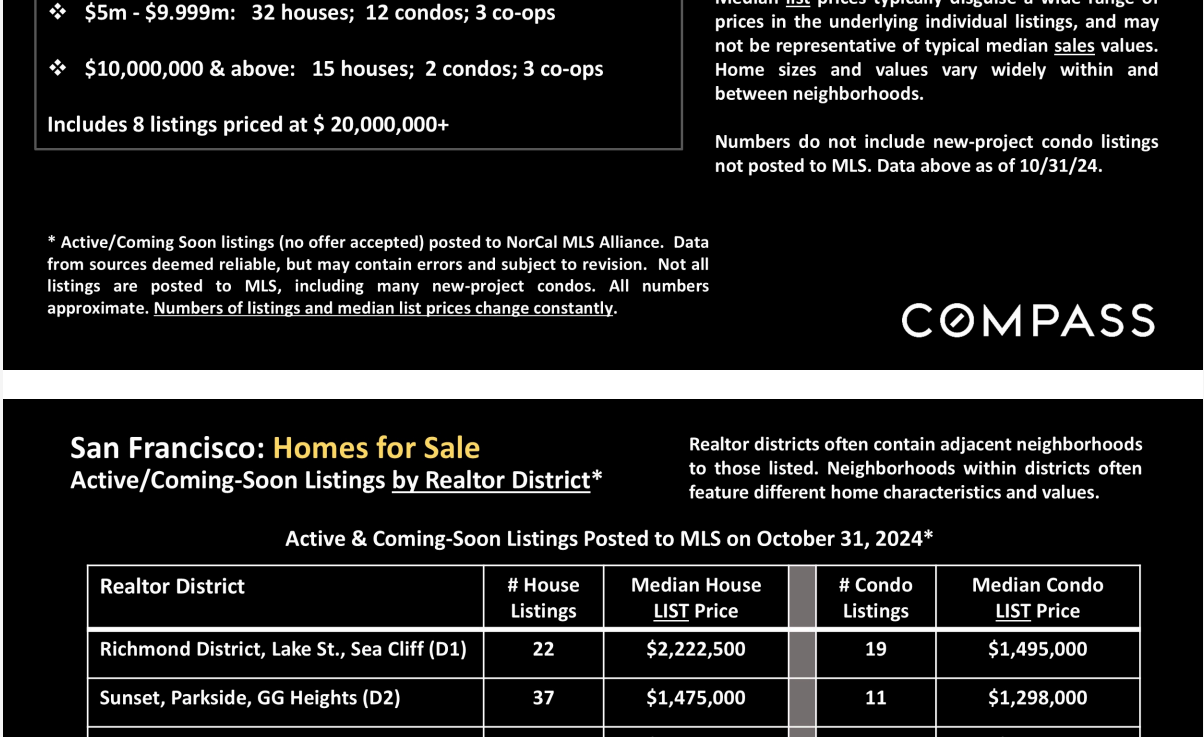 ❖ $5m - $9.999m: 32 houses; 12 condos; 3 co-ops
❖ $10,000,000 & above: 15 houses; 2 condos; 3 co-ops
Includes 8 listings priced at $ 20,000,000+
Median list prices typically disguise a wide range of
prices in the underlying individual listings, and may
not be representative of typical median sales values.
Home sizes and values vary widely within and
between neighborhoods.
Numbers do not include new-project condo listings
not posted to MLS. Data above as of 10/31/24.
* Active/Coming Soon listings (no offer accepted) posted to NorCal MLS Alliance. Data
from sources deemed reliable, but may contain errors and subject to revision. Not all
listings are posted to MLS, including many new-project condos. All numbers
approximate. Numbers of listings and median list prices change constantly.
COMPASS
San Francisco: Homes for Sale
Active/Coming-Soon Listings by Realtor District*
Realtor districts often contain adjacent neighborhoods
to those listed. Neighborhoods within districts often
feature different home characteristics and values.
Active & Coming-Soon Listings Posted to MLS on October 31, 2024*
Realtor District
# House
Listings
Median House
LIST Price
# Condo
Listings
Median Condo
LIST Price
Richmond District, Lake St., Sea Cliff (D1) 22 $2,222,500 19 $1,495,000
Sunset, Parkside, GG Heights (D2) 37 $1,475,000 11 $1,298,000